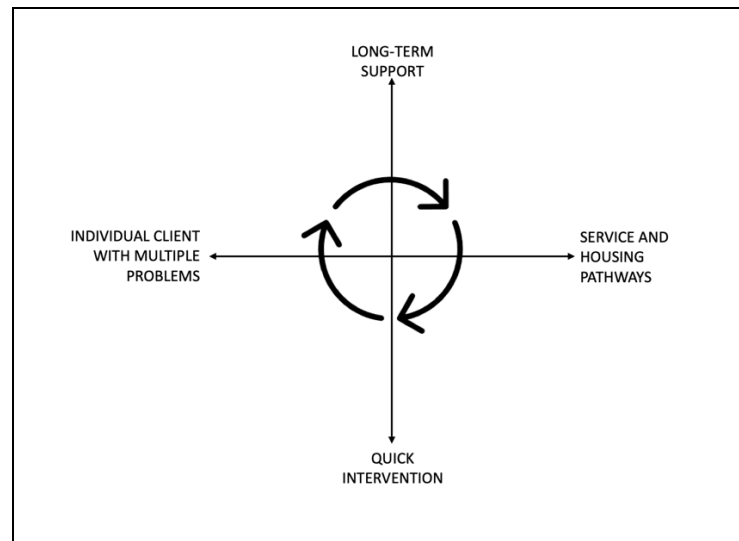 LONG-TERM
SUPPORT
INDIVIDUAL CLIENT
WITH MULTIPLE
PROBLEMS
SERVICE AND
HOUSING
PATHWAYS
QUICK
INTERVENTION